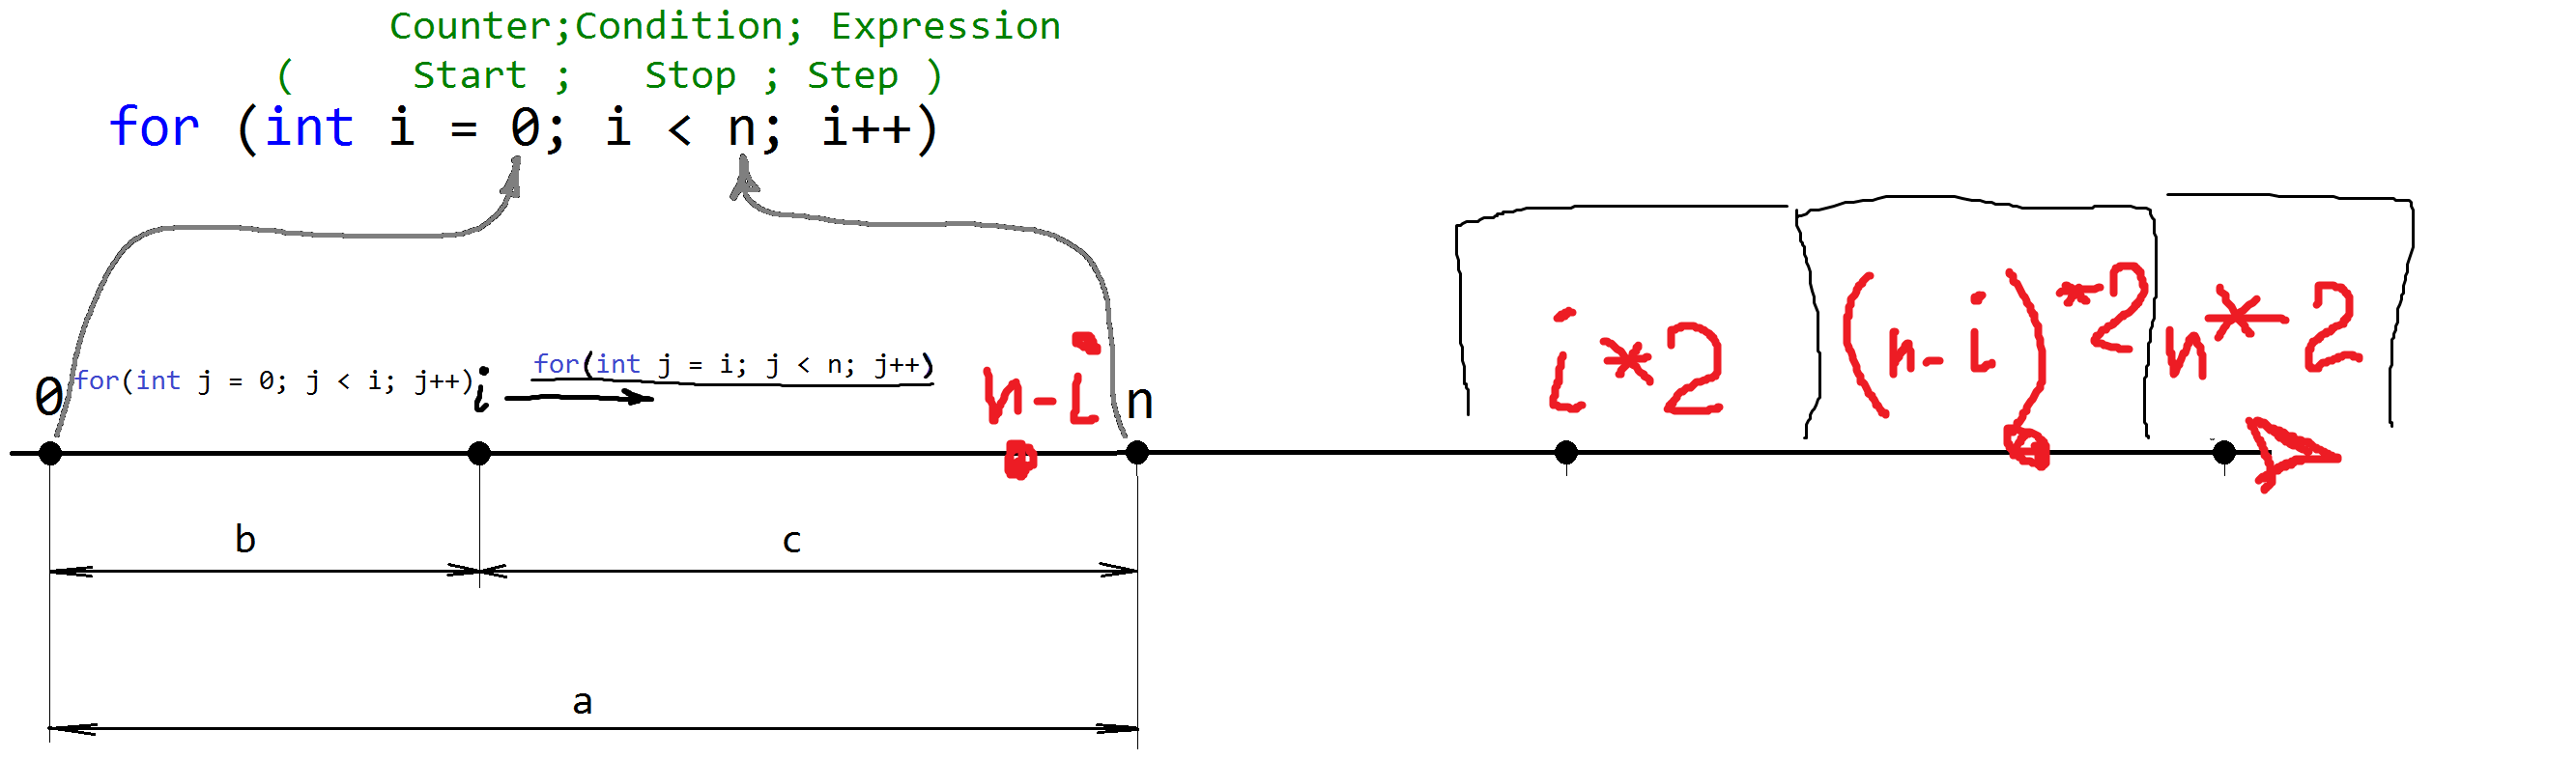 Counter;Condition; Expression
( Start ; Stop ; Step )
for (int i = 0; i < n; i++)
i*2 (n-i)*2 n*2
0 for(int j = 0; j < i; j++) i for(int j = i; j < n; j++) n-i n
b c
a